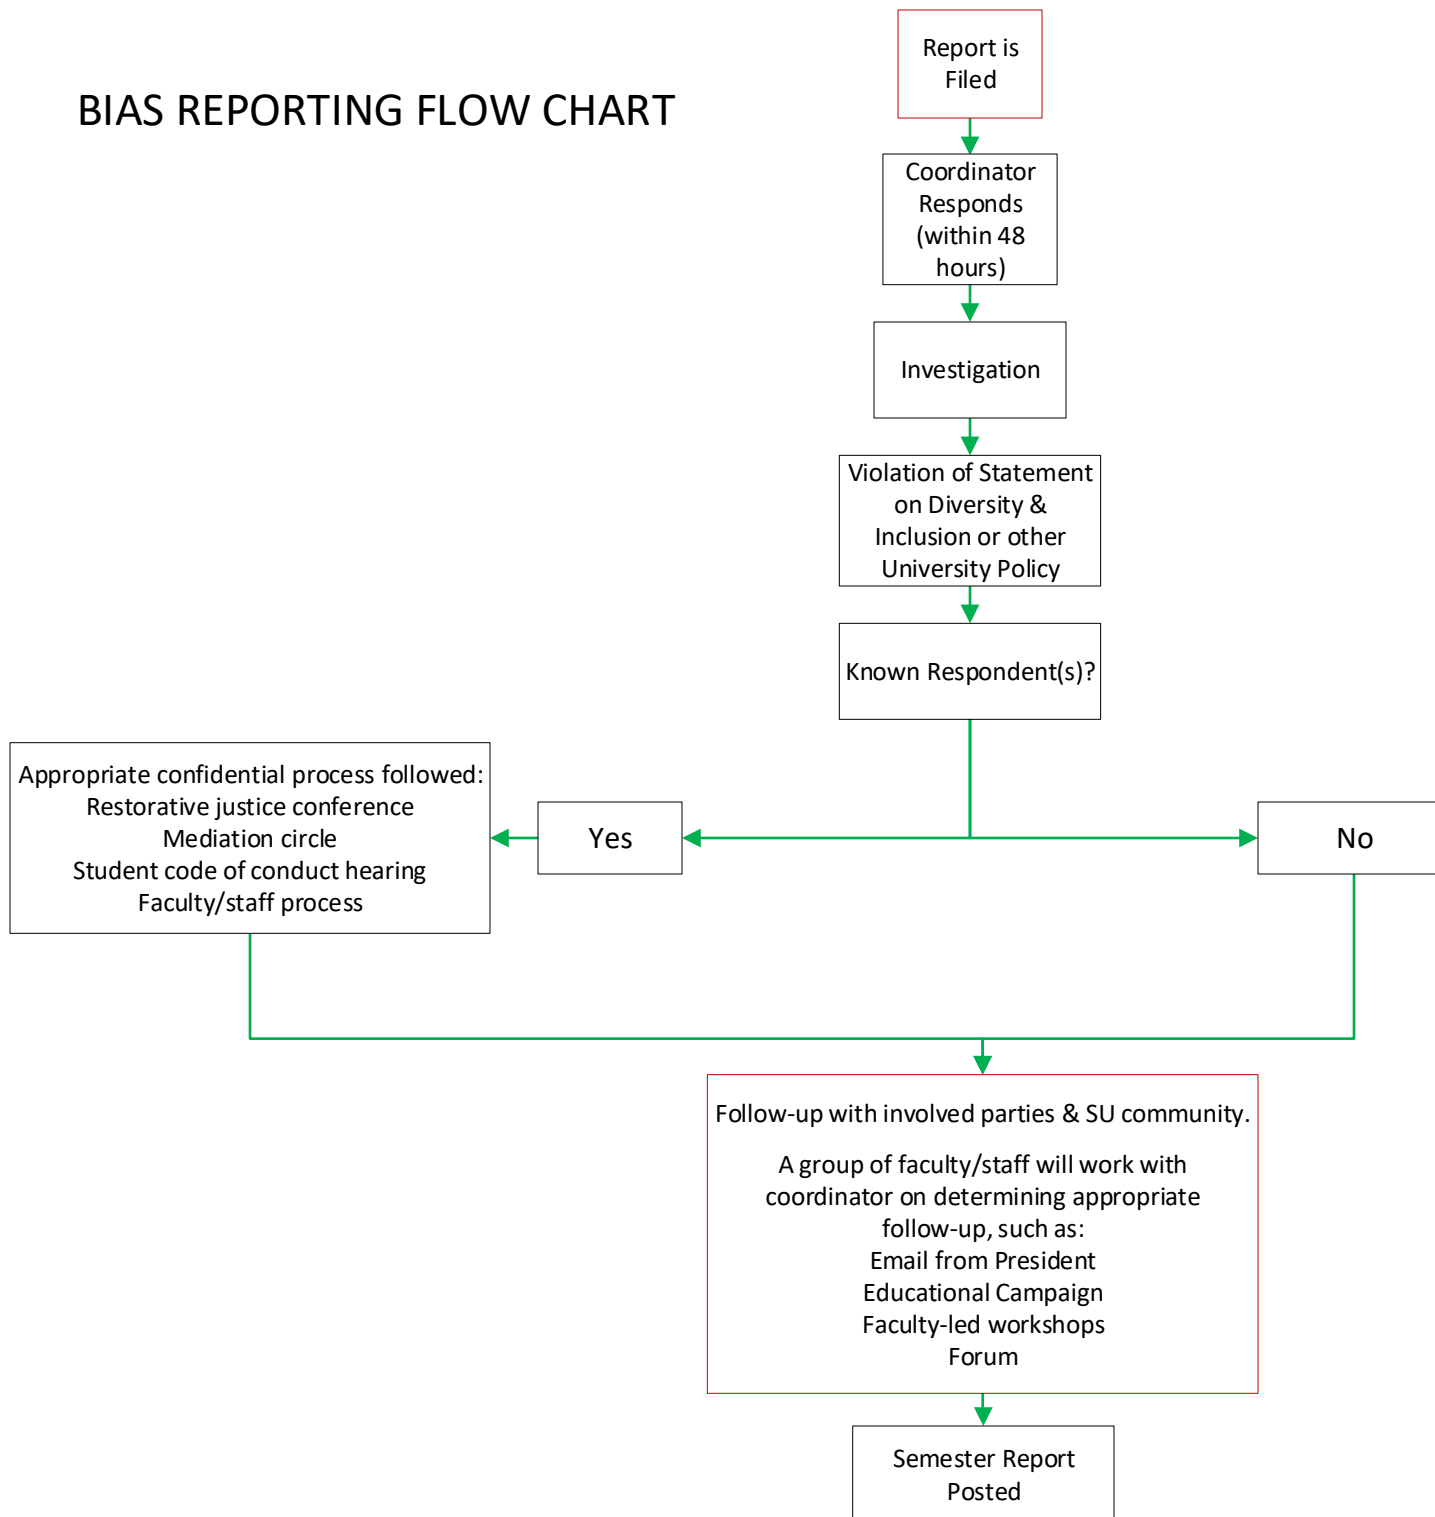 BIAS REPORTING FLOW CHART
Report is
Filed
Coordinator
Responds
(within 48
hours)
Investigation
Violation of Statement
on Diversity &
Inclusion or other
University Policy
Known Respondent(s)?
Appropriate confidential process followed:
Restorative justice conference
Mediation circle
Student code of conduct hearing
Faculty/staff process
Yes
No
Follow-up with involved parties & SU community.
A group of faculty/staff will work with
coordinator on determining appropriate
follow-up, such as:
Email from President
Educational Campaign
Faculty-led workshops
Forum
Semester Report
Posted